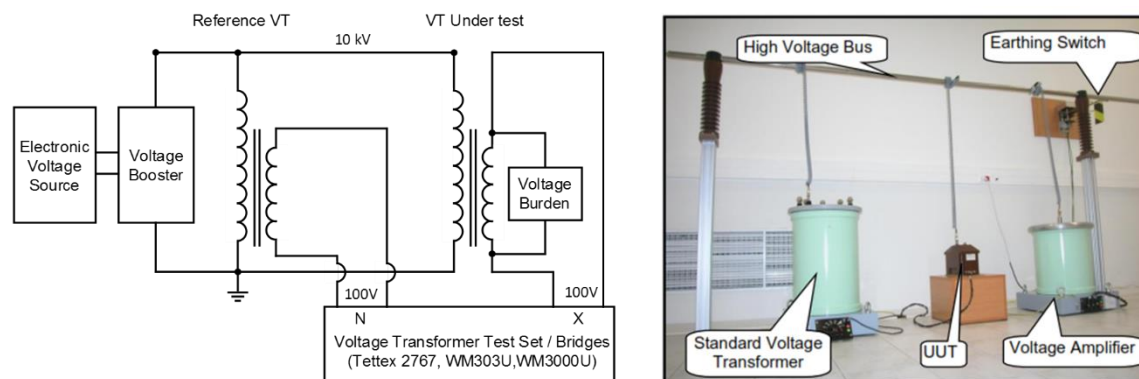 Reference VT
VT Under test
10 kV
Electronic
Voltage
Source
Voltage
Booster
Voltage
Burden
100V
100V
N
X
Voltage Transformer Test Set / Bridges
(Tettex 2767, WM303U,WM3000U)
High Voltage Bus
Earthing Switch
Standard Voltage
Transformer
UUT
Voltage Amplifier